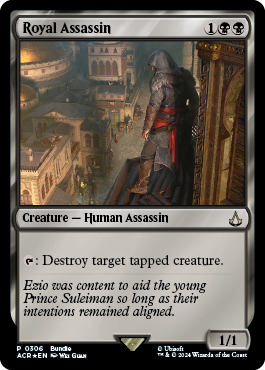 Royal Assassin 1
Creature — Human Assassin
: Destroy target tapped creature.
Ezio was content to aid the young
Prince Suleiman so long as their
intentions remained aligned.
1/1
P 0306 Bundle © Ubisoft
ACR EN Wei Guan ™ & © 2024 Wizards of the Coast